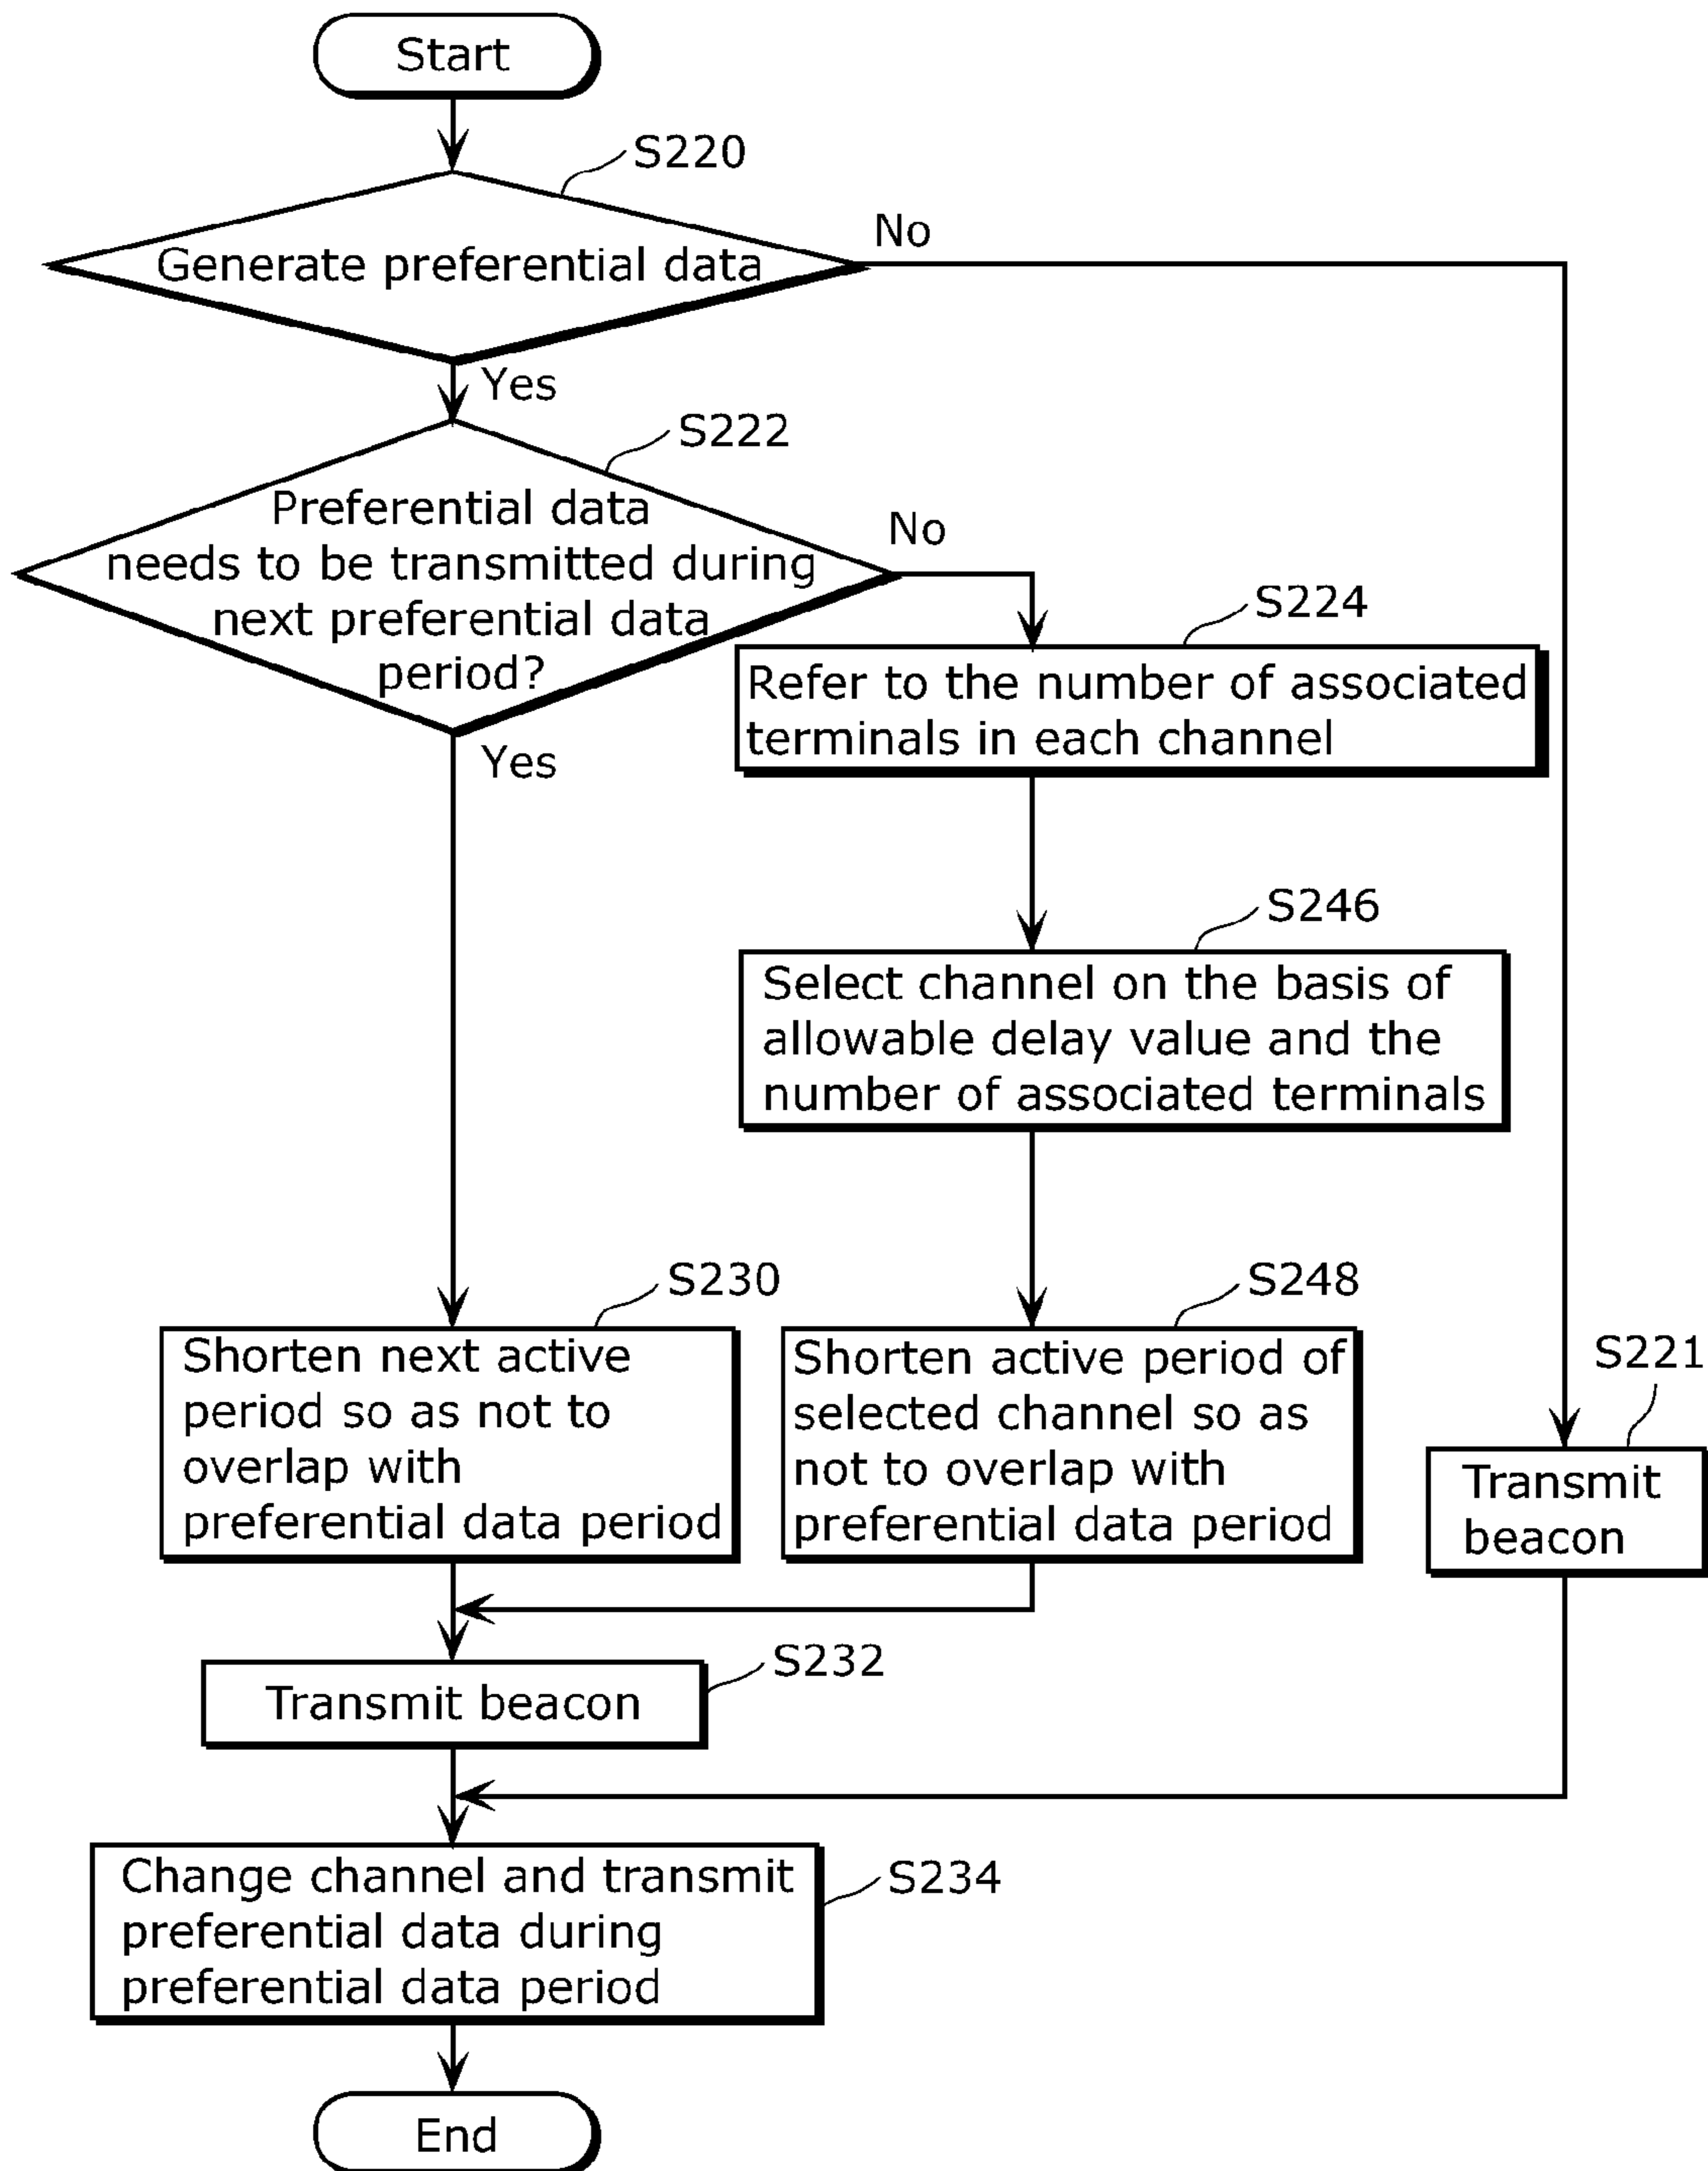 Start
S220
No
Generate preferential data
Yes
S222
Preferential data
needs to be transmitted during
next preferential data
period?
No
S224
Refer to the number of associated
terminals in each channel
Yes
S246
Select channel on the basis of
allowable delay value and the
number of associated terminals
S230
Shorten next active
period so as not to
overlap with
preferential data period
S248
Shorten active period of
selected channel so as
not to overlap with
preferential data period
S221
Transmit
beacon
S232
Transmit beacon
S234
Change channel and transmit
preferential data during
preferential data period
End